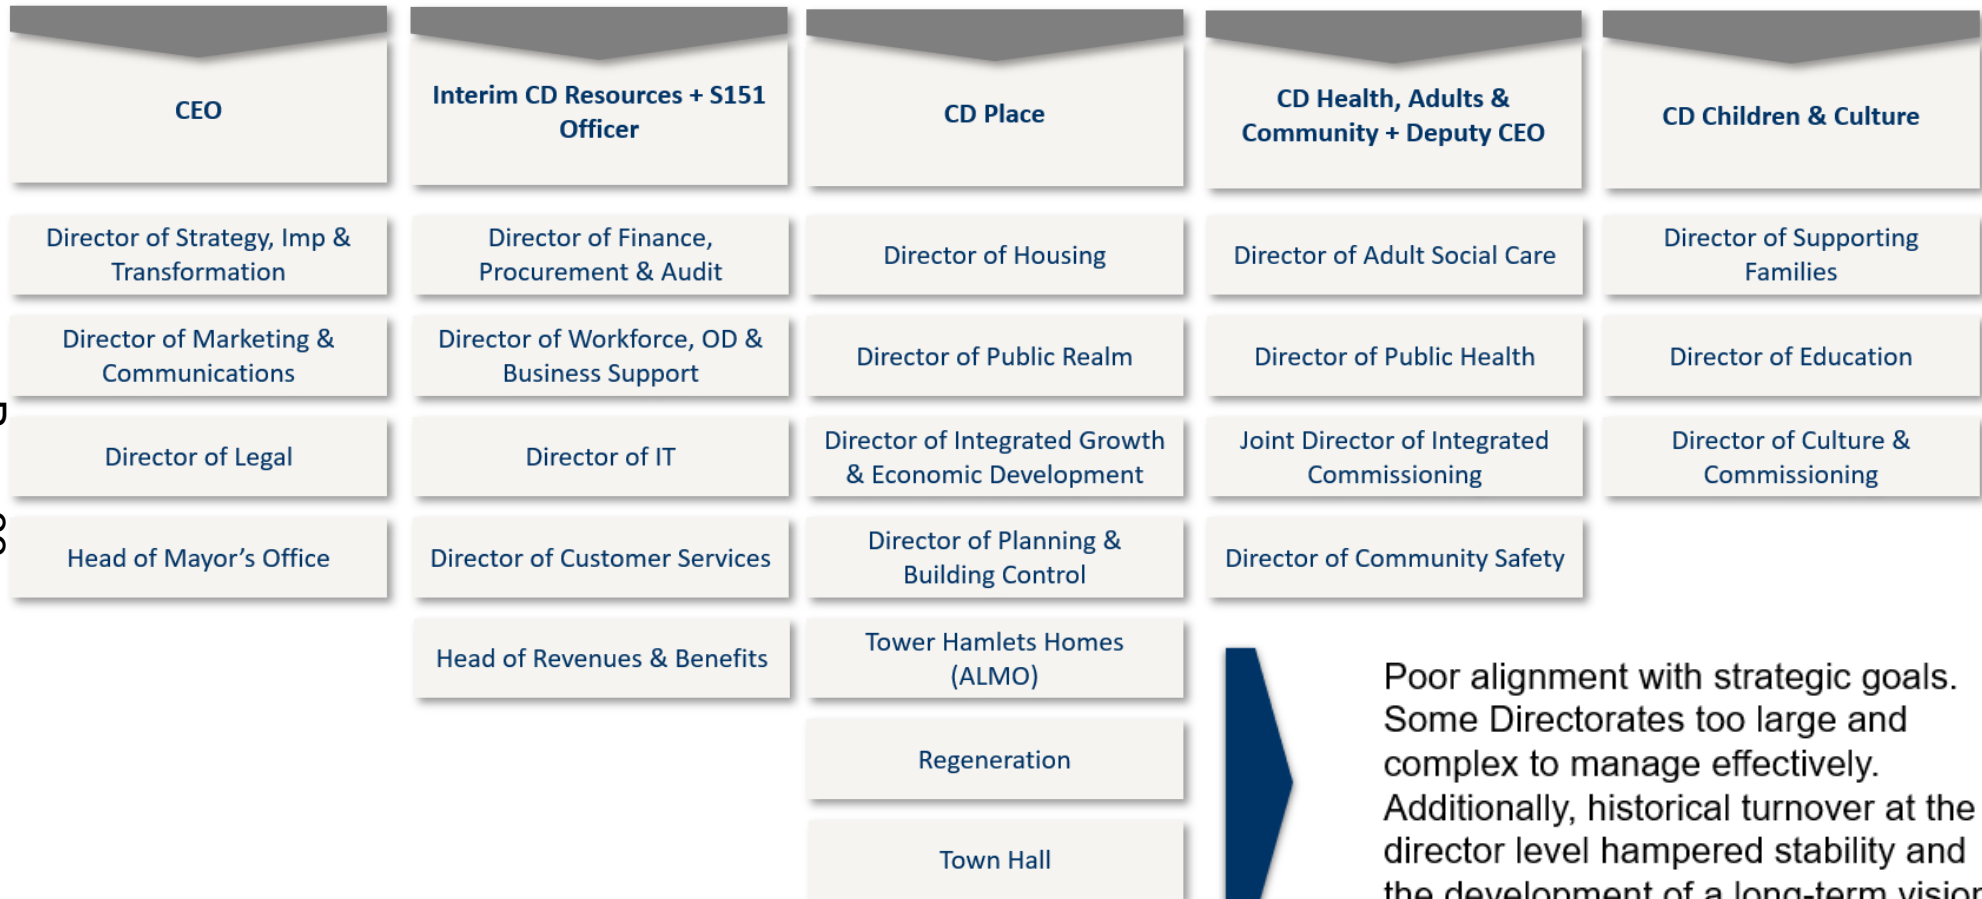 CEO
Interim CD Resources + S151
Officer
CD Place
CD Health, Adults &
Community + Deputy CEO
CD Children & Culture
Director of Strategy, Imp &
Transformation
Director of Marketing &
Communications
Director of Legal
Head of Mayor’s Office
Director of Finance,
Procurement & Audit
Director of Workforce, OD &
Business Support
Director of IT
Director of Customer Services
Head of Revenues & Benefits
Director of Housing
Director of Public Realm
Director of Integrated Growth
& Economic Development
Director of Planning &
Building Control
Tower Hamlets Homes
(ALMO)
Regeneration
Town Hall
Director of Adult Social Care
Director of Public Health
Joint Director of Integrated
Commissioning
Director of Community Safety
Director of Supporting
Families
Director of Education
Director of Culture &
Commissioning
Poor alignment with strategic goals.
Some Directorates too large and
complex to manage effectively.
Additionally, historical turnover at the
director level hampered stability and
the development of a long-term vision